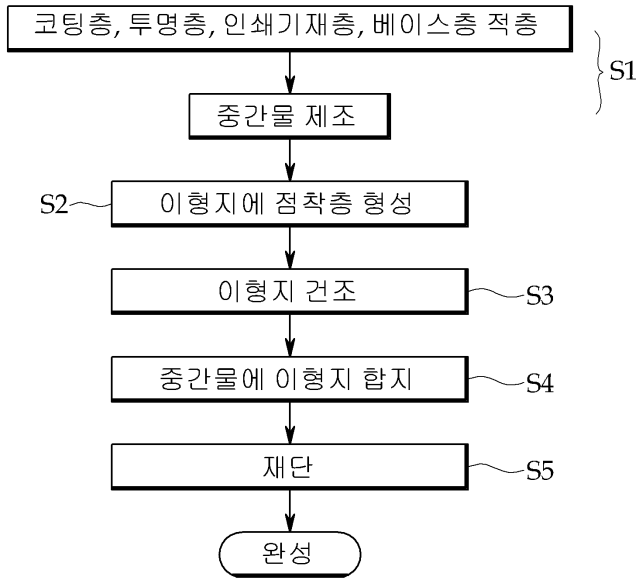 코팅층, 투명층, 인쇄기재층, 베이스층 적층
S1
중간물 제조
S2
이형지에 점착층 형성
이형지 건조
S3
중간물에 이형지 합지
S4
재단
S5
완성